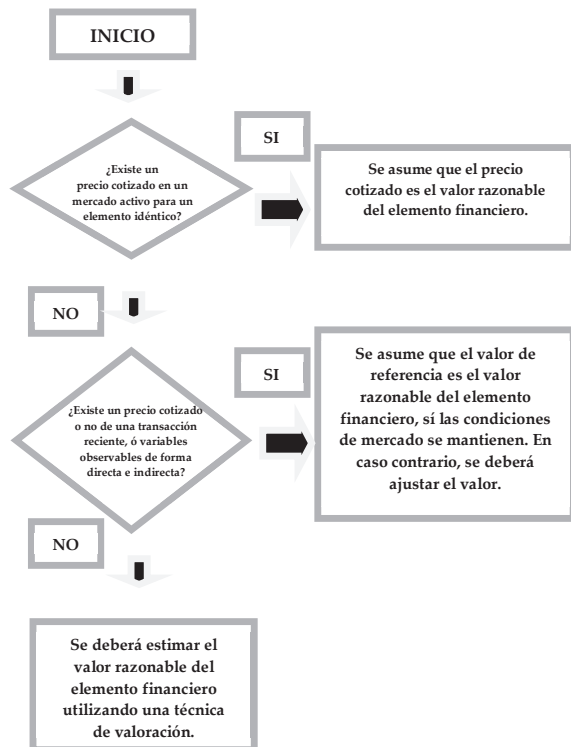 INICIO
¿Existe un
precio cotizado en un
mercado activo para un
elemento idéntico?
SI
Se asume que el precio
cotizado es el valor razonable
del elemento financiero.
NO
¿Existe un precio cotizado
o no de una transacción
reciente, ó variables
observables de forma
directa e indirecta?
SI
Se asume que el valor de
referencia es el valor
razonable del elemento
financiero, sí las condiciones
de mercado se mantienen. En
caso contrario, se deberá
ajustar el valor.
NO
Se deberá estimar el
valor razonable del
elemento financiero
utilizando una técnica
de valoración.